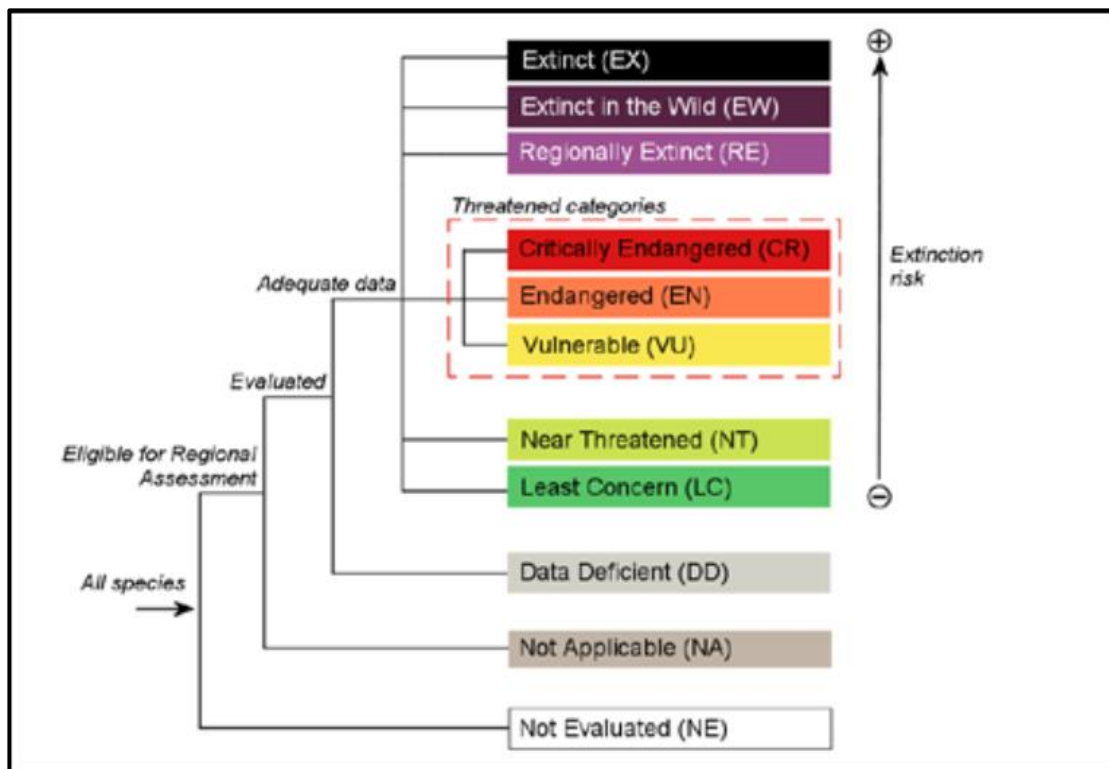 Extinct (EX)
Extinct in the Wild (EW)
Regionally Extinct (RE)
Threatened categories
Critically Endangered (CR)
Extinction
risk
Adequate data
Endangered (EN)
Vulnerable (VU)
Evaluated
Near Threatened (NT)
Eligible for Regional
Assessment
Least Concern (LC)
All species
Data Deficient (DD)
Not Applicable (NA)
Not Evaluated (NE)